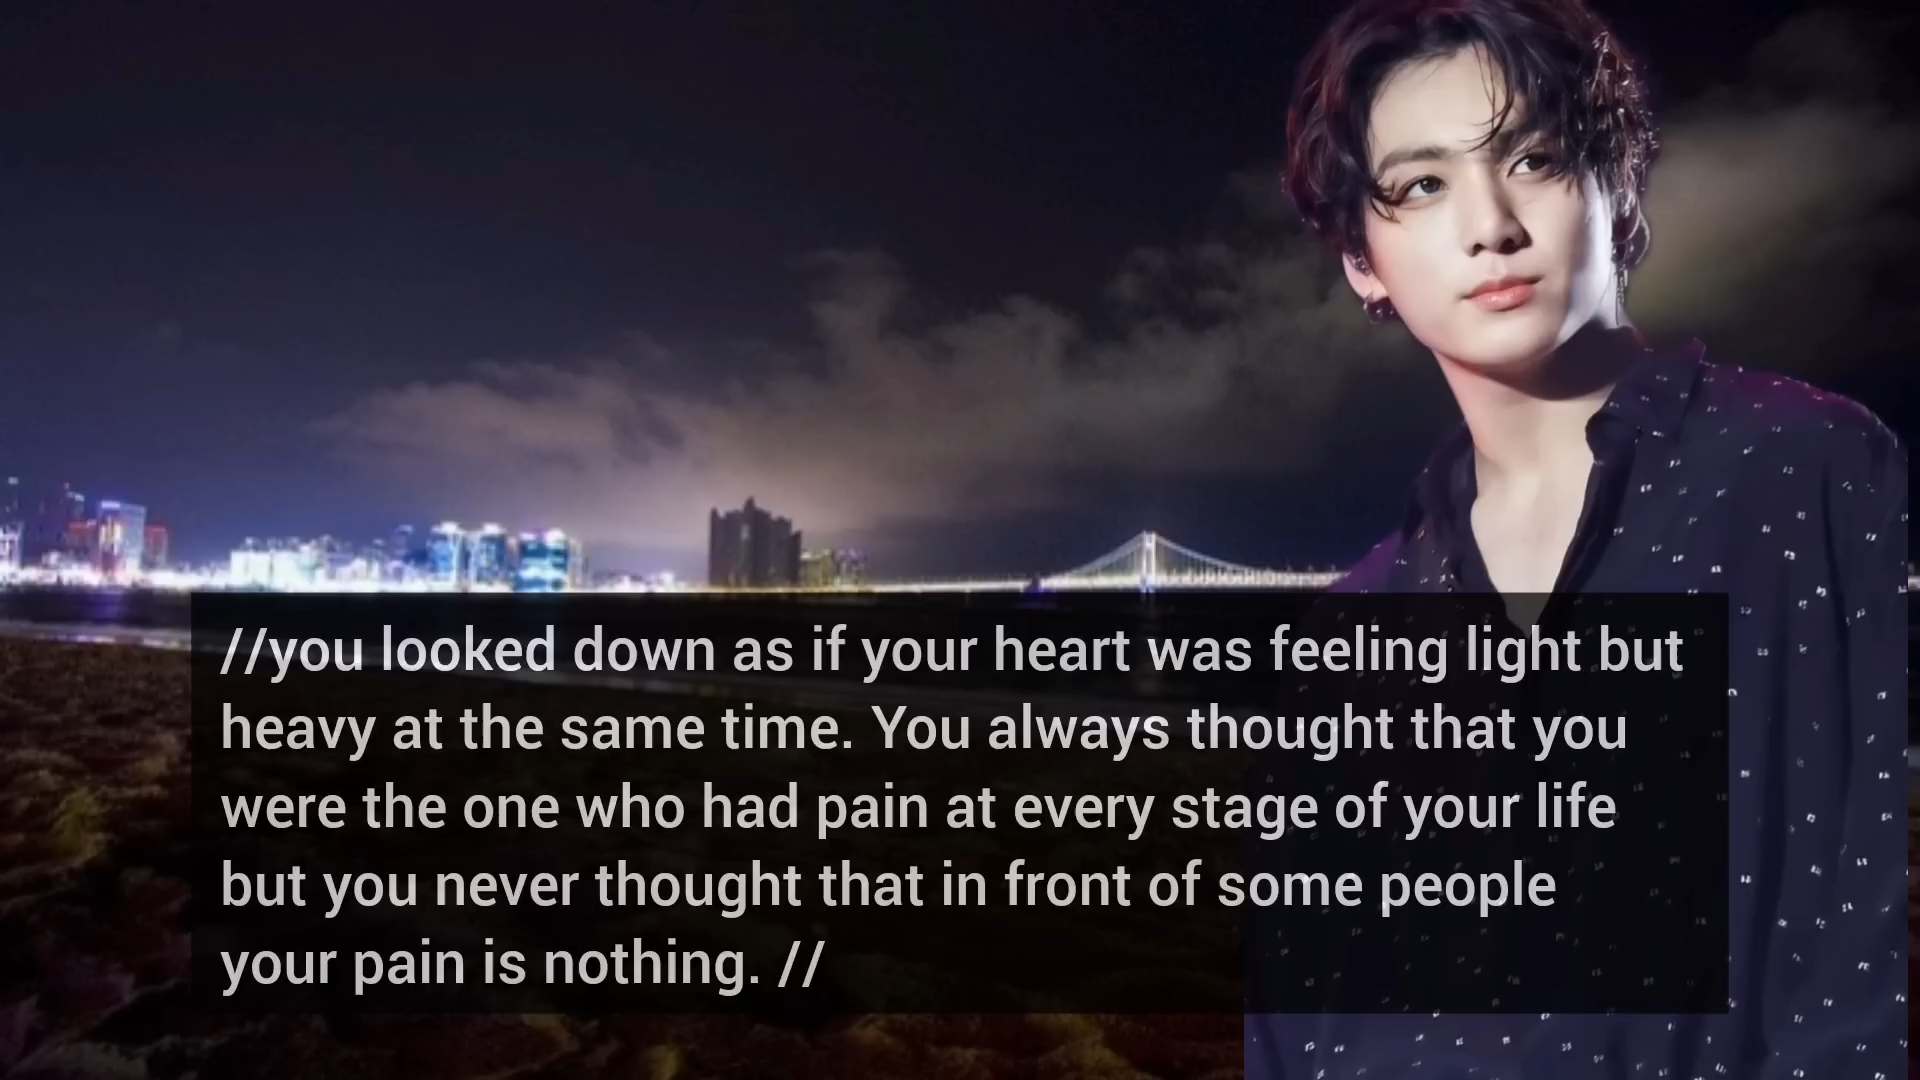 //you looked down as if your heart was feeling light but
heavy at the same time. You always thought that you
were the one who had pain at every stage of your life
but you never thought that in front of some people
your pain is nothing. //